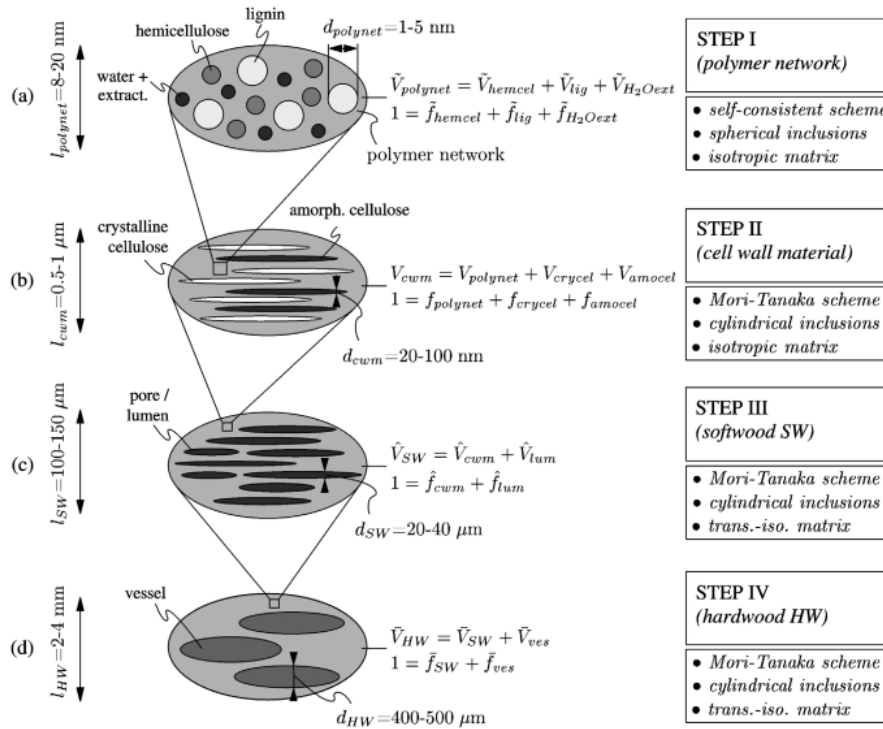 lignin
hemicellulose
d_polynet=1-5 nm
water +
extract.
(a)
l_polynet=8-20 nm
Ṽ_polynet = Ṽ_hemcel + Ṽ_lig + Ṽ_H2Oext
1 = f̃_hemcel + f̃_lig + f̃_H2Oext
polymer network
STEP I
(polymer network)
• self-consistent scheme
• spherical inclusions
• isotropic matrix
crystalline
cellulose
amorph. cellulose
(b)
l_cwm=0.5-1 μm
V_cwm = V_polynet + V_crycel + V_amocel
1 = f_polynet + f_crycel + f_amocel
d_cwm=20-100 nm
STEP II
(cell wall material)
• Mori-Tanaka scheme
• cylindrical inclusions
• isotropic matrix
pore /
lumen
(c)
l_SW=100-150 μm
V̂_SW = V̂_cwm + V̂_lum
1 = f̂_cwm + f̂_lum
d_SW=20-40 μm
STEP III
(softwood SW)
• Mori-Tanaka scheme
• cylindrical inclusions
• trans.-iso. matrix
vessel
(d)
l_HW=2-4 mm
V̄_HW = V̄_SW + V̄_ves
1 = f̄_SW + f̄_ves
d_HW=400-500 μm
STEP IV
(hardwood HW)
• Mori-Tanaka scheme
• cylindrical inclusions
• trans.-iso. matrix